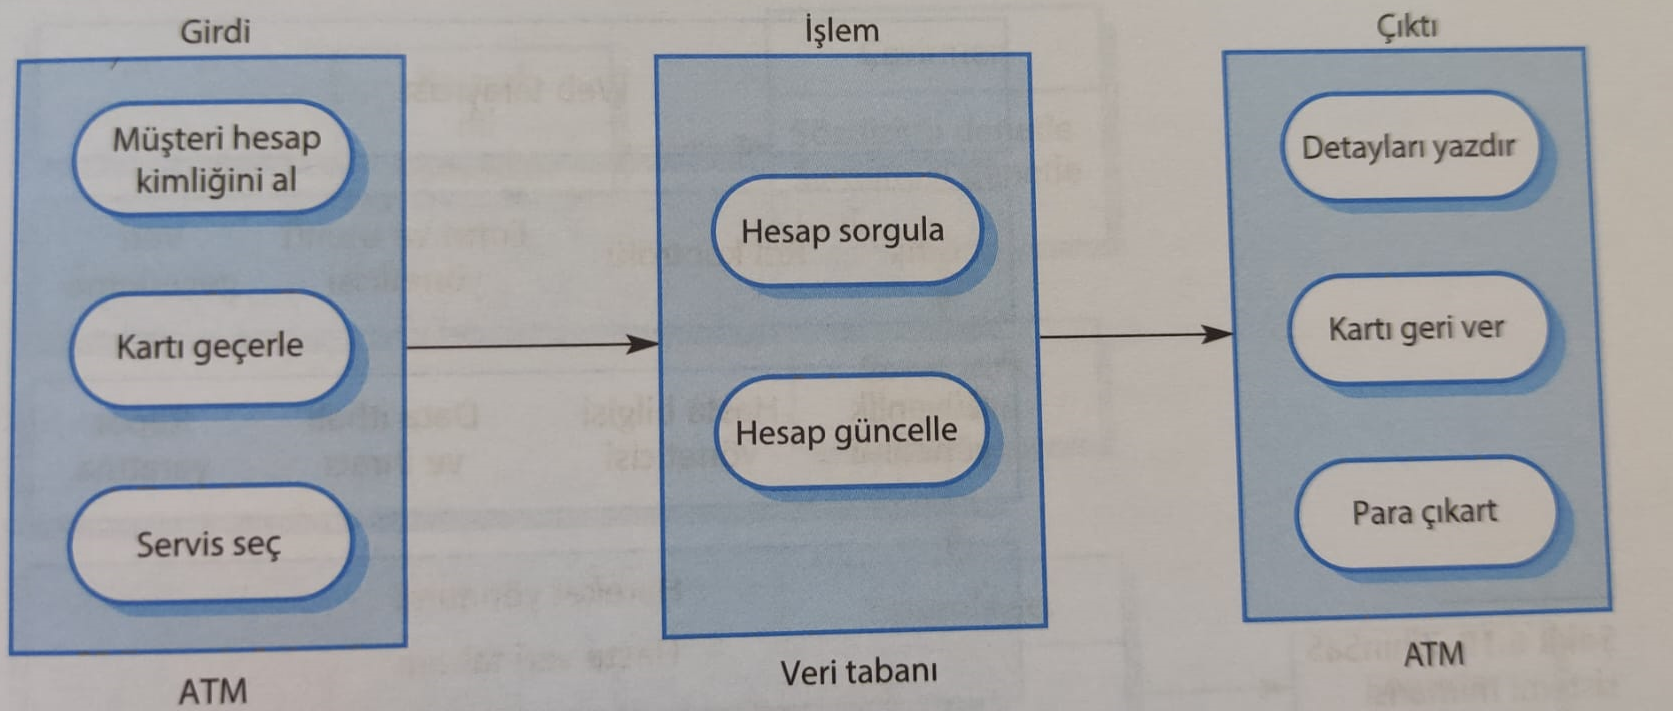 Girdi
Müşteri hesap
kimliğini al
Kartı geçerle
Servis seç
ATM
İşlem
Hesap sorgula
Hesap güncelle
Veri tabanı
Çıktı
Detayları yazdır
Kartı geri ver
Para çıkart
ATM